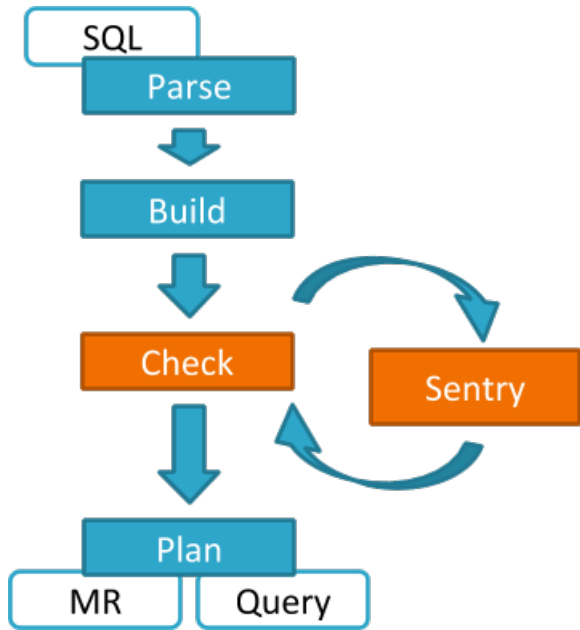 SQL
Parse
Build
Check
Sentry
Plan
MR
Query